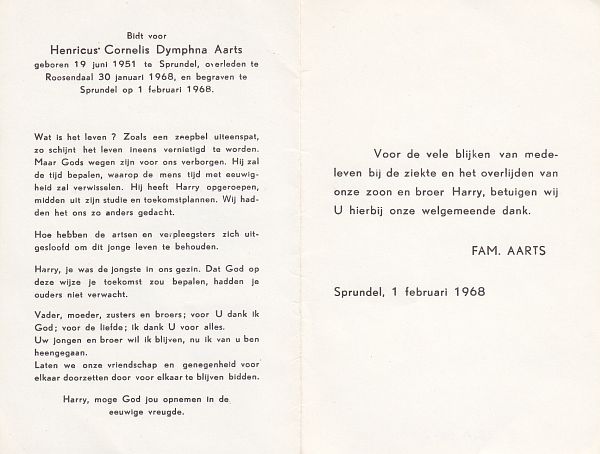 Bidt voor
Henricus Cornelis Dymphna Aarts
geboren 19 juni 1951 te Sprundel, overleden te
Roosendaal 30 januari 1968, en begraven te
Sprundel op 1 februari 1968.
Wat is het leven ? Zoals een zeepbel uiteenspat,
zo schijnt het leven ineens vernietigd te worden.
Maar Gods wegen zijn voor ons verborgen. Hij zal
de tijd bepalen, waarop de mens tijd met eeuwig-
heid zal verwisselen. Hij heeft Harry opgeroepen,
midden uit zijn studie en toekomstplannen. Wij had-
den het ons zo anders gedacht.
Hoe hebben de artsen en verpleegsters zich uit-
gesloofd om dit jonge leven te behouden.
Harry, je was de jongste in ons gezin. Dat God op
deze wijze je toekomst zou bepalen, hadden je
ouders niet verwacht.
Vader, moeder, zusters en broers; voor U dank ik
God; voor de liefde; ik dank U voor alles.
Uw jongen en broer wil ik blijven, nu ik van u ben
heengegaan.
Laten we onze vriendschap en genegenheid voor
elkaar doorzetten door voor elkaar te blijven bidden.
Harry, moge God jou opnemen in de
eeuwige vreugde.
Voor de vele blijken van mede-
leven bij de ziekte en het overlijden van
onze zoon en broer Harry, betuigen wij
U hierbij onze welgemeende dank.
FAM. AARTS
Sprundel, 1 februari 1968